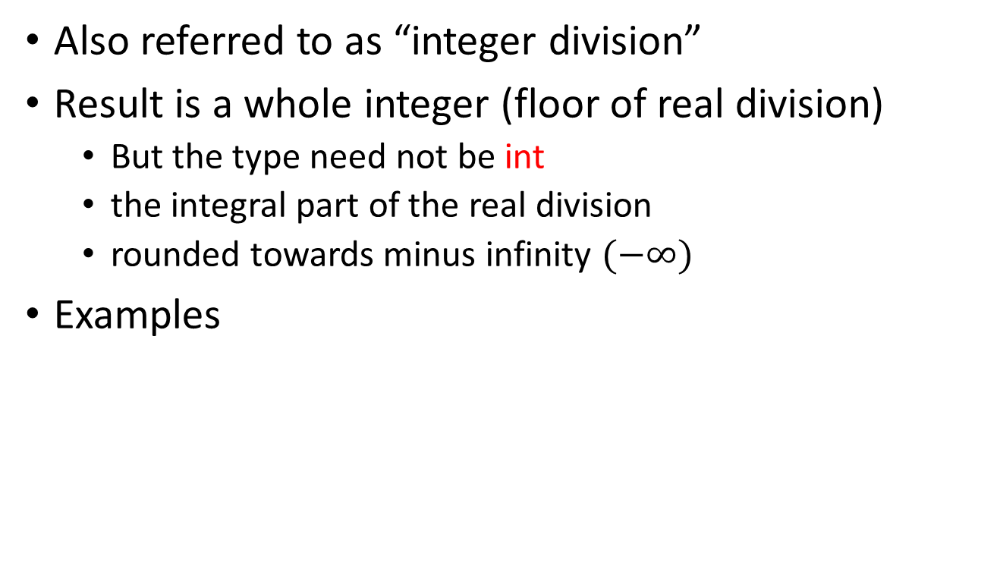 • Also referred to as “integer division”
• Result is a whole integer (floor of real division)
• But the type need not be int
• the integral part of the real division
• rounded towards minus infinity (−∞)
• Examples